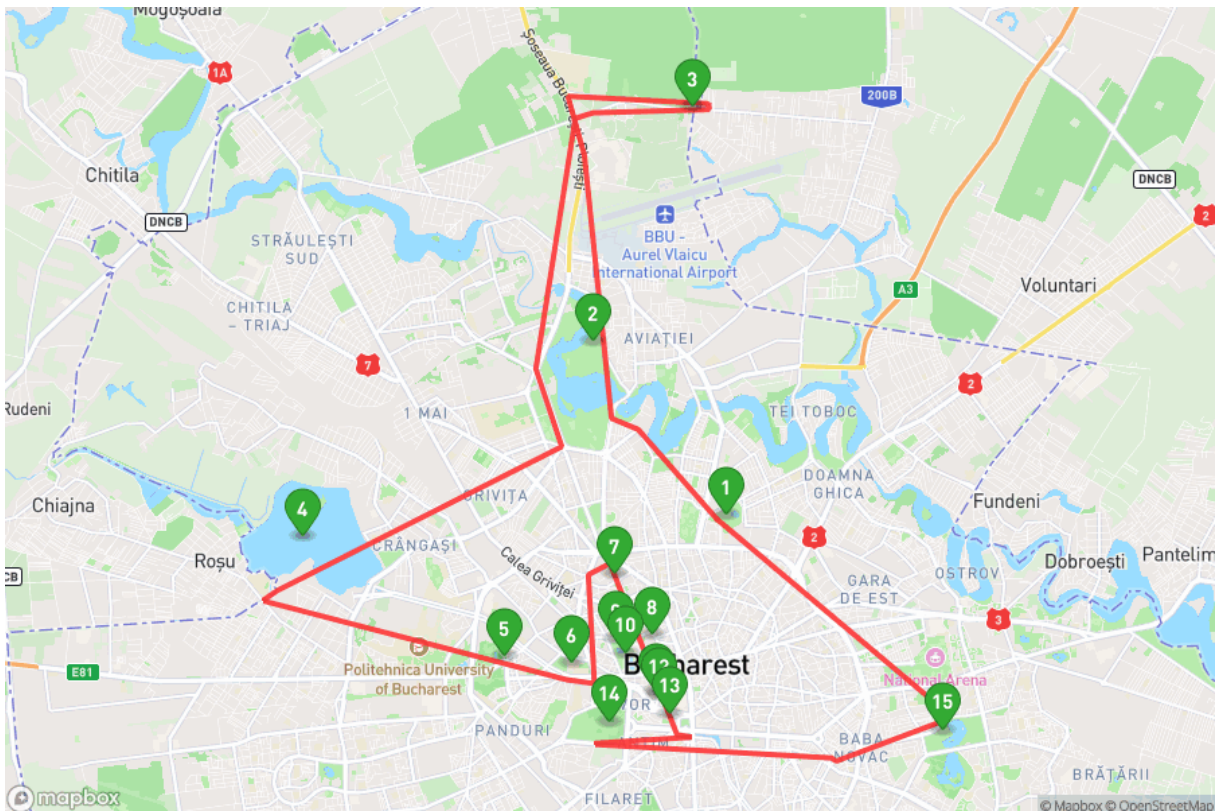 Mogoșoaia
1A
Șoseaua București-Ploiești
3
200B
Chitila
DNCB
DNCB
2
STRĂULEȘTI
SUD
BBU -
Aurel Vlaicu
International Airport
A3
Voluntari
CHITILA
- TRIAJ
2
AVIAȚIEI
7
2
Rudeni
1 MAI
TEI TOBOC
DOAMNA
GHICA
1
Chiajna
GRIVIȚA
Fundeni
4
CRÂNGAȘI
2
Roșu
Calea Griviței
7
Dobroești
Pantelim
CB
GARA
DE EST
OSTROV
3
8
9
10
5
6
E81
Politehnica University
of Bucharest
Bucharest
National Arena
12
13
14
15
PANDURI
BABA
NOVAC
BRĂȚĂRII
FILARET
mapbox
© Mapbox © OpenStreetMap